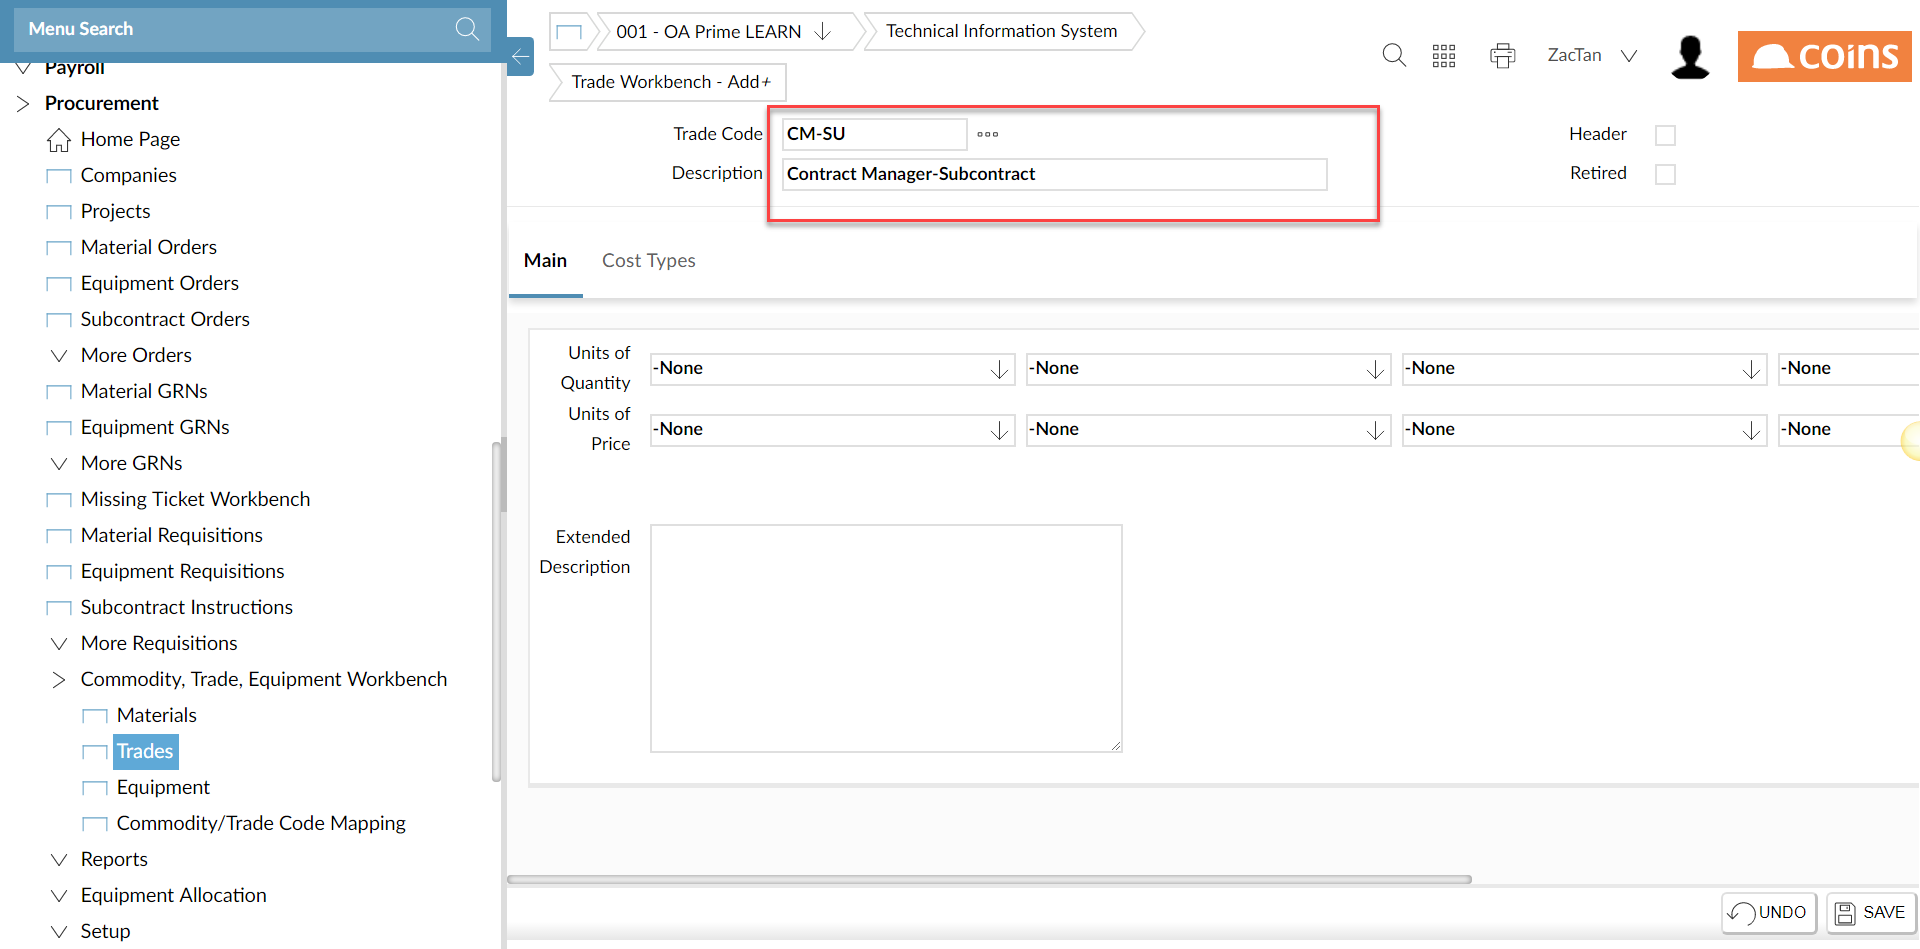 Menu Search
Payroll
Procurement
Home Page
Companies
Projects
Material Orders
Equipment Orders
Subcontract Orders
More Orders
Material GRNs
Equipment GRNs
More GRNs
Missing Ticket Workbench
Material Requisitions
Equipment Requisitions
Subcontract Instructions
More Requisitions
Commodity, Trade, Equipment Workbench
Materials
Trades
Equipment
Commodity/Trade Code Mapping
Reports
Equipment Allocation
Setup
001 - OA Prime LEARN
Technical Information System
Trade Workbench - Add+
ZacTan
coins
Trade Code CM-SU
Header
Description Contract Manager-Subcontract
Retired
Main Cost Types
Units of Quantity -None -None -None -None
Units of Price -None -None -None -None
Extended Description
UNDO SAVE